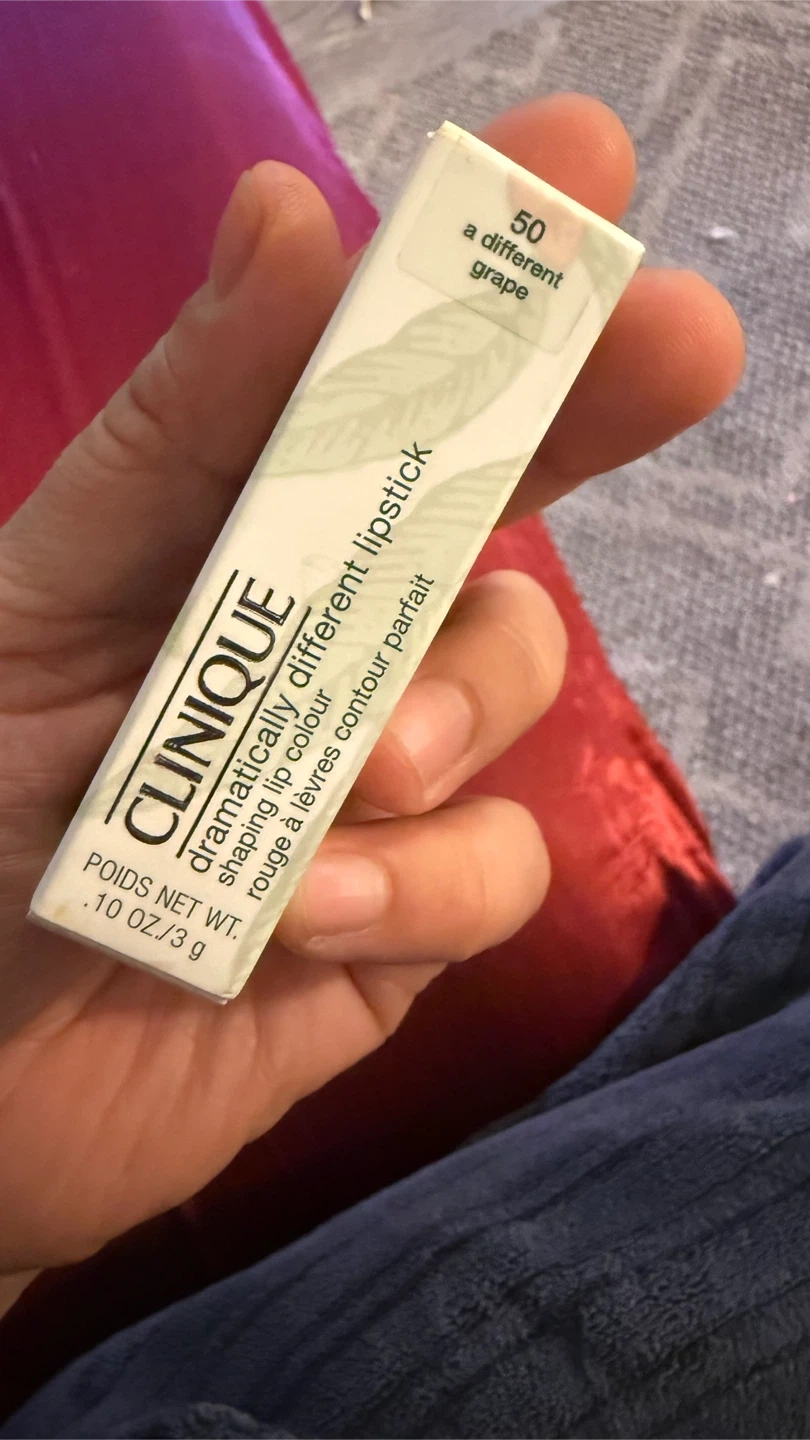 50
a different
grape
CLINIQUE
dramatically different lipstick
shaping lip colour
rouge à lèvres contour parfait
POIDS NET WT.
.10 OZ./3 g